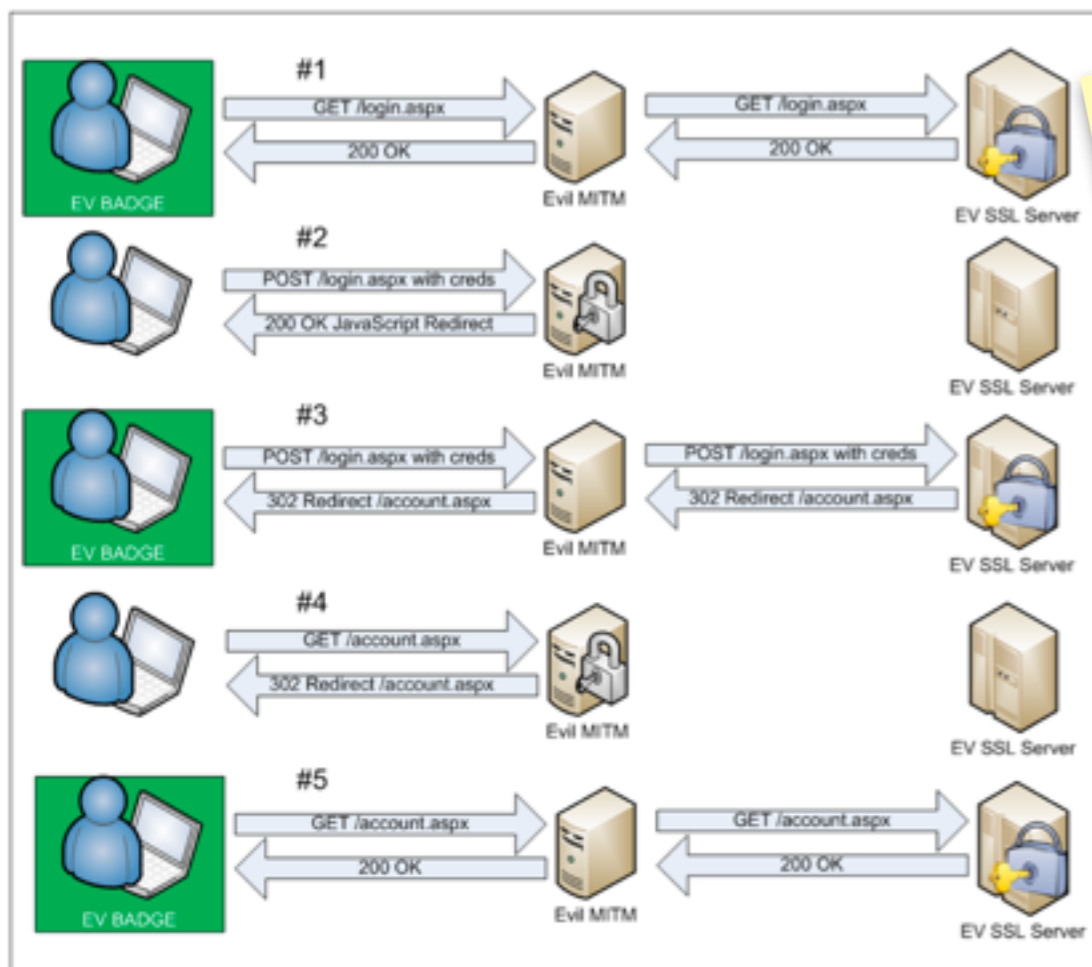 #1
GET /login.aspx
GET /login.aspx
200 OK
200 OK
EV BADGE
Evil MITM
EV SSL Server
#2
POST /login.aspx with creds
200 OK JavaScript Redirect
Evil MITM
EV SSL Server
#3
POST /login.aspx with creds
POST /login.aspx with creds
302 Redirect /account.aspx
302 Redirect /account.aspx
EV BADGE
Evil MITM
EV SSL Server
#4
GET /account.aspx
302 Redirect /account.aspx
Evil MITM
EV SSL Server
#5
GET /account.aspx
GET /account.aspx
200 OK
200 OK
EV BADGE
Evil MITM
EV SSL Server